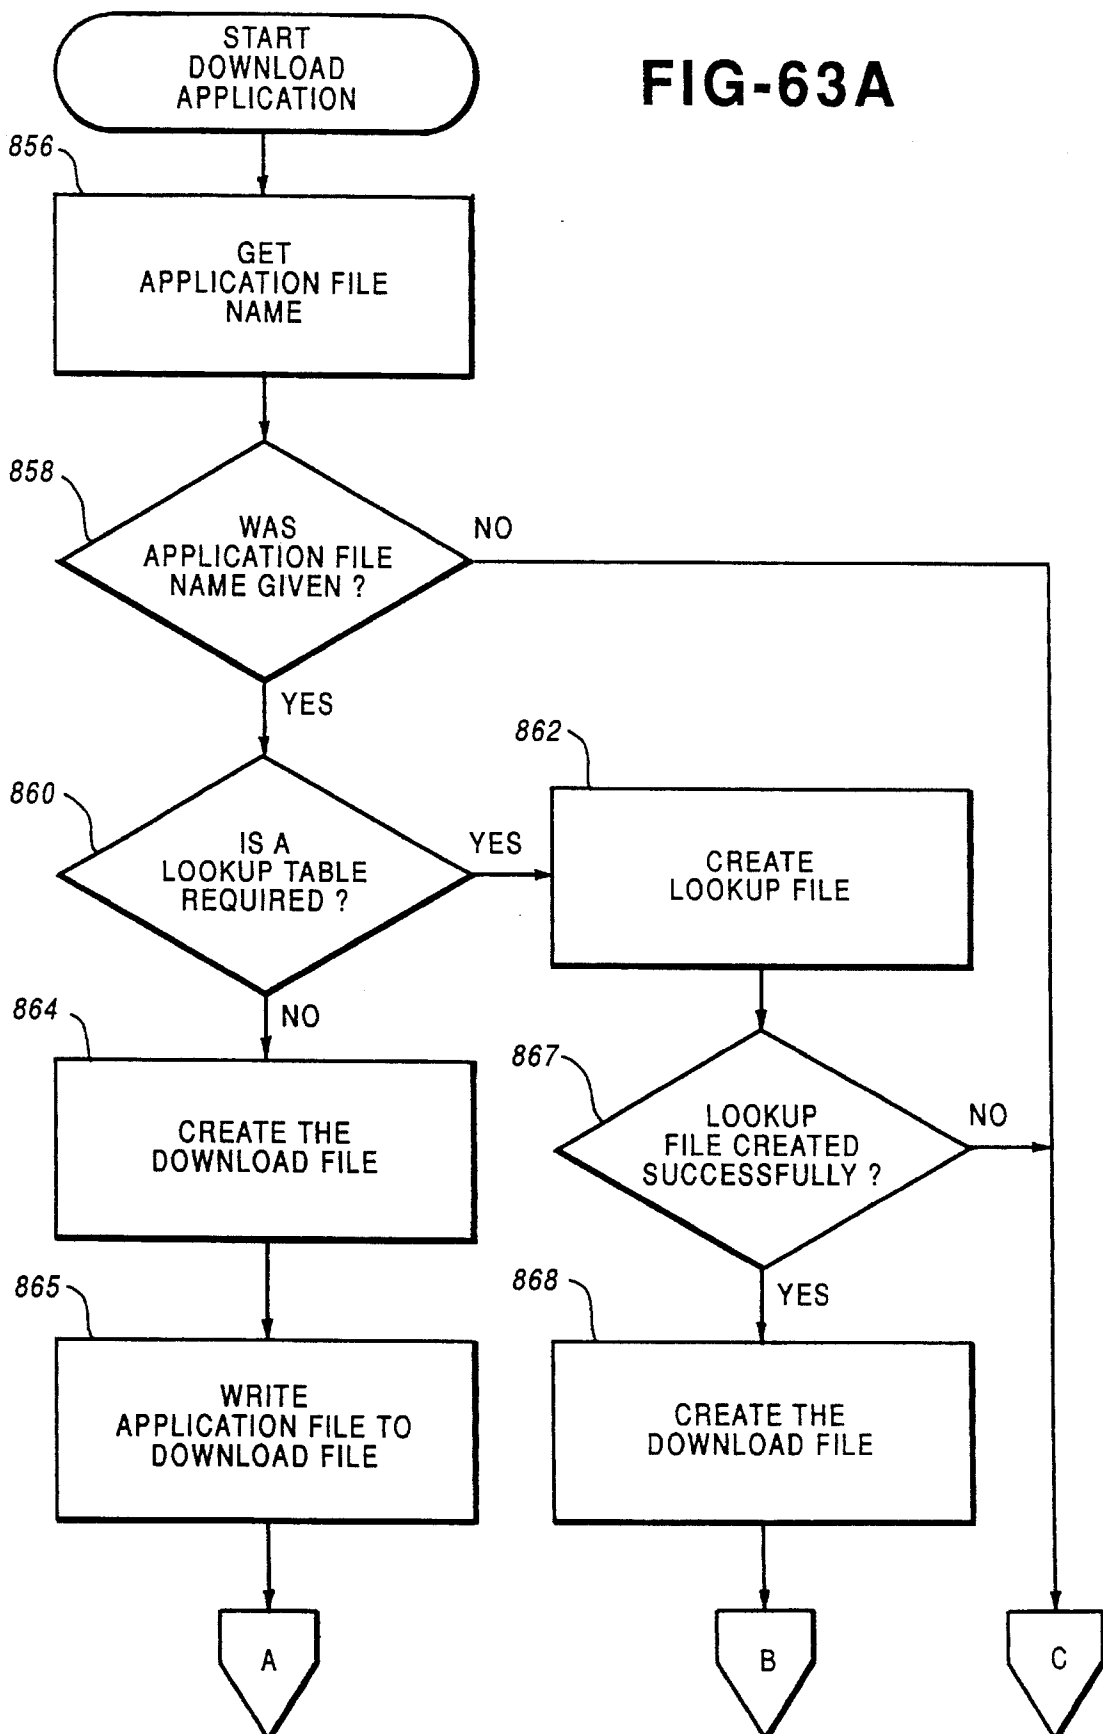 START
DOWNLOAD
APPLICATION
FIG-63A
856
GET
APPLICATION FILE
NAME
858
WAS
APPLICATION FILE
NAME GIVEN ?
NO
YES
860
IS A
LOOKUP TABLE
REQUIRED ?
YES
862
CREATE
LOOKUP FILE
NO
864
CREATE THE
DOWNLOAD FILE
867
LOOKUP
FILE CREATED
SUCCESSFULLY ?
NO
YES
865
WRITE
APPLICATION FILE TO
DOWNLOAD FILE
868
CREATE THE
DOWNLOAD FILE
A
B
C